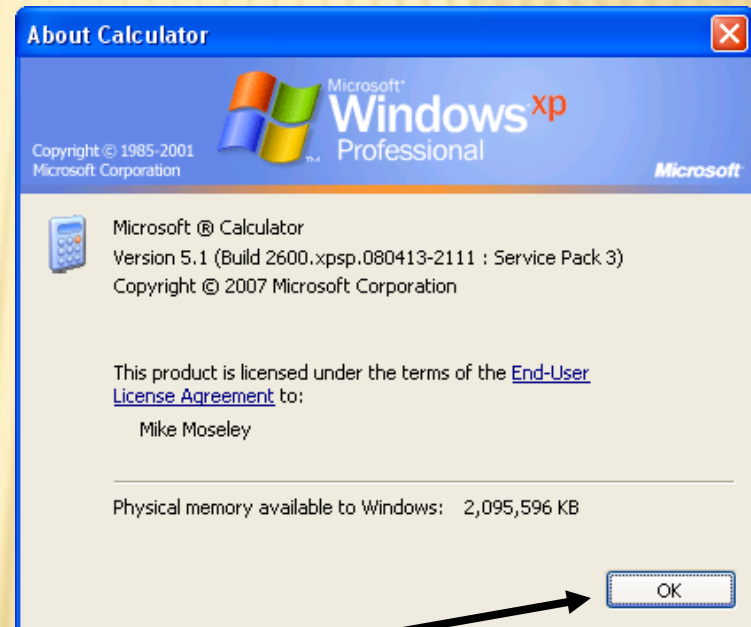 About Calculator
Microsoft®
Windows xp
Professional
TM
Copyright © 1985-2001
Microsoft Corporation
Microsoft
Microsoft ® Calculator
Version 5.1 (Build 2600.xpsp.080413-2111 : Service Pack 3)
Copyright © 2007 Microsoft Corporation
This product is licensed under the terms of the End-User
License Agreement to:
Mike Moseley
Physical memory available to Windows: 2,095,596 KB
OK